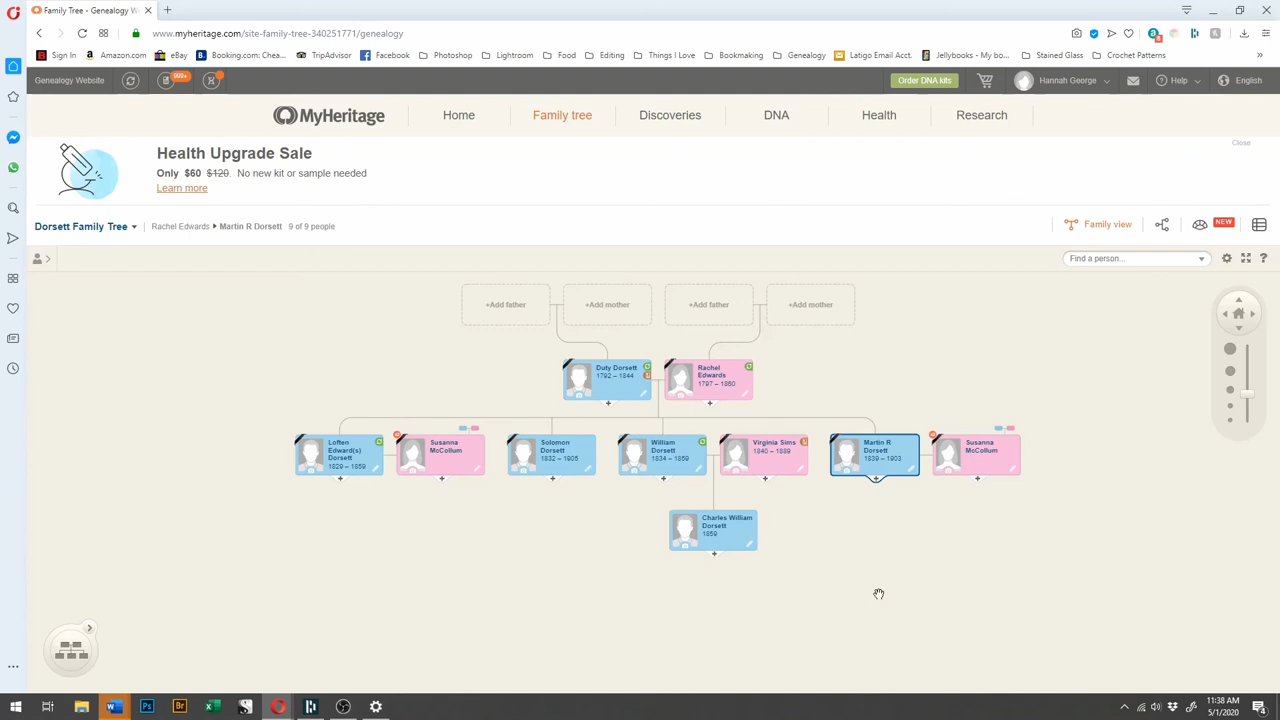 Family Tree - Genealogy W
www.myheritage.com/site-family-tree-340251771/genealogy
Sign In
Amazon.com
eBay
Booking.com: Chea...
TripAdvisor
Facebook
Photoshop
Lightroom
Food
Editing
Things I Love
Bookmaking
Genealogy
Latigo Email Acct.
Jellybooks - My bo
Stained Glass
Crochet Patterns
Genealogy Website
999+
Order DNA kits
Hannah George
Help
English
MyHeritage
Home
Family tree
Discoveries
DNA
Health
Research
Health Upgrade Sale
Close
Only $60 $120. No new kit or sample needed
Learn more
Dorsett Family Tree
Rachel Edwards
Martin R Dorsett
9 of 9 people
Family view
NEW
Find a person...
+Add father
+Add mother
+Add father
+Add mother
Duty Dorsett
1792 – 1844
Rachel
Edwards
1797 – 1860
Loften
Edward(s)
Dorsett
1829 – 1859
Susanna
McCollum
Solomon
Dorsett
1832 – 1905
William
Dorsett
1834 – 1859
Virginia Sims
1840 – 1889
Martin R
Dorsett
1839 – 1903
Susanna
McCollum
Charles William
Dorsett
1859
11:38 AM
5/1/2020